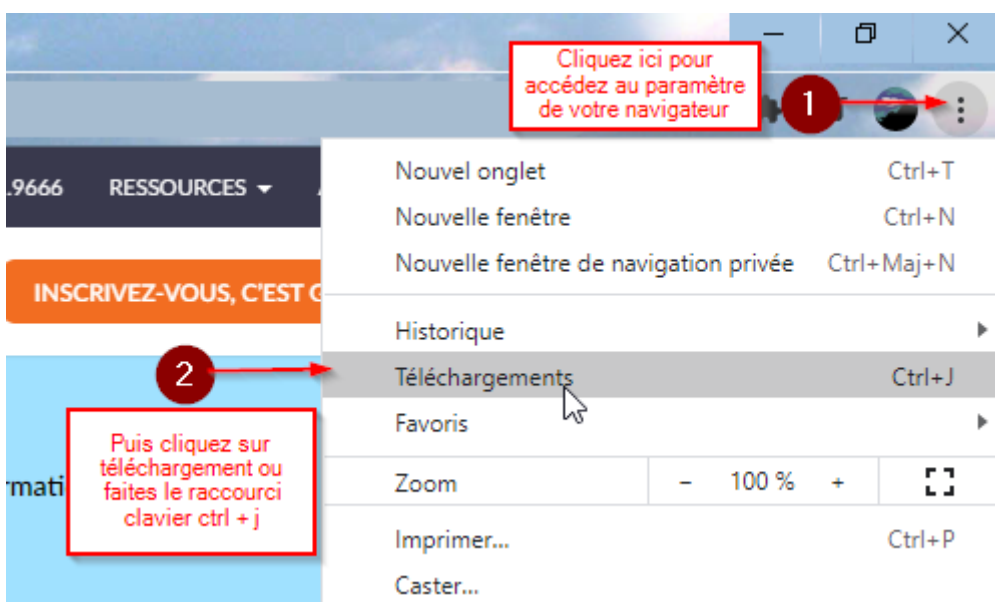 Cliquez ici pour
accédez au paramètre
de votre navigateur
1
.9666 RESSOURCES
INSCRIVEZ-VOUS, C'EST
Nouvel onglet Ctrl+T
Nouvelle fenêtre Ctrl+N
Nouvelle fenêtre de navigation privée Ctrl+Maj+N
Historique
2
Téléchargements Ctrl+J
Favoris
Puis cliquez sur
téléchargement ou
faites le raccourci
clavier ctrl + j
rmati
Zoom - 100 % +
Imprimer... Ctrl+P
Caster...